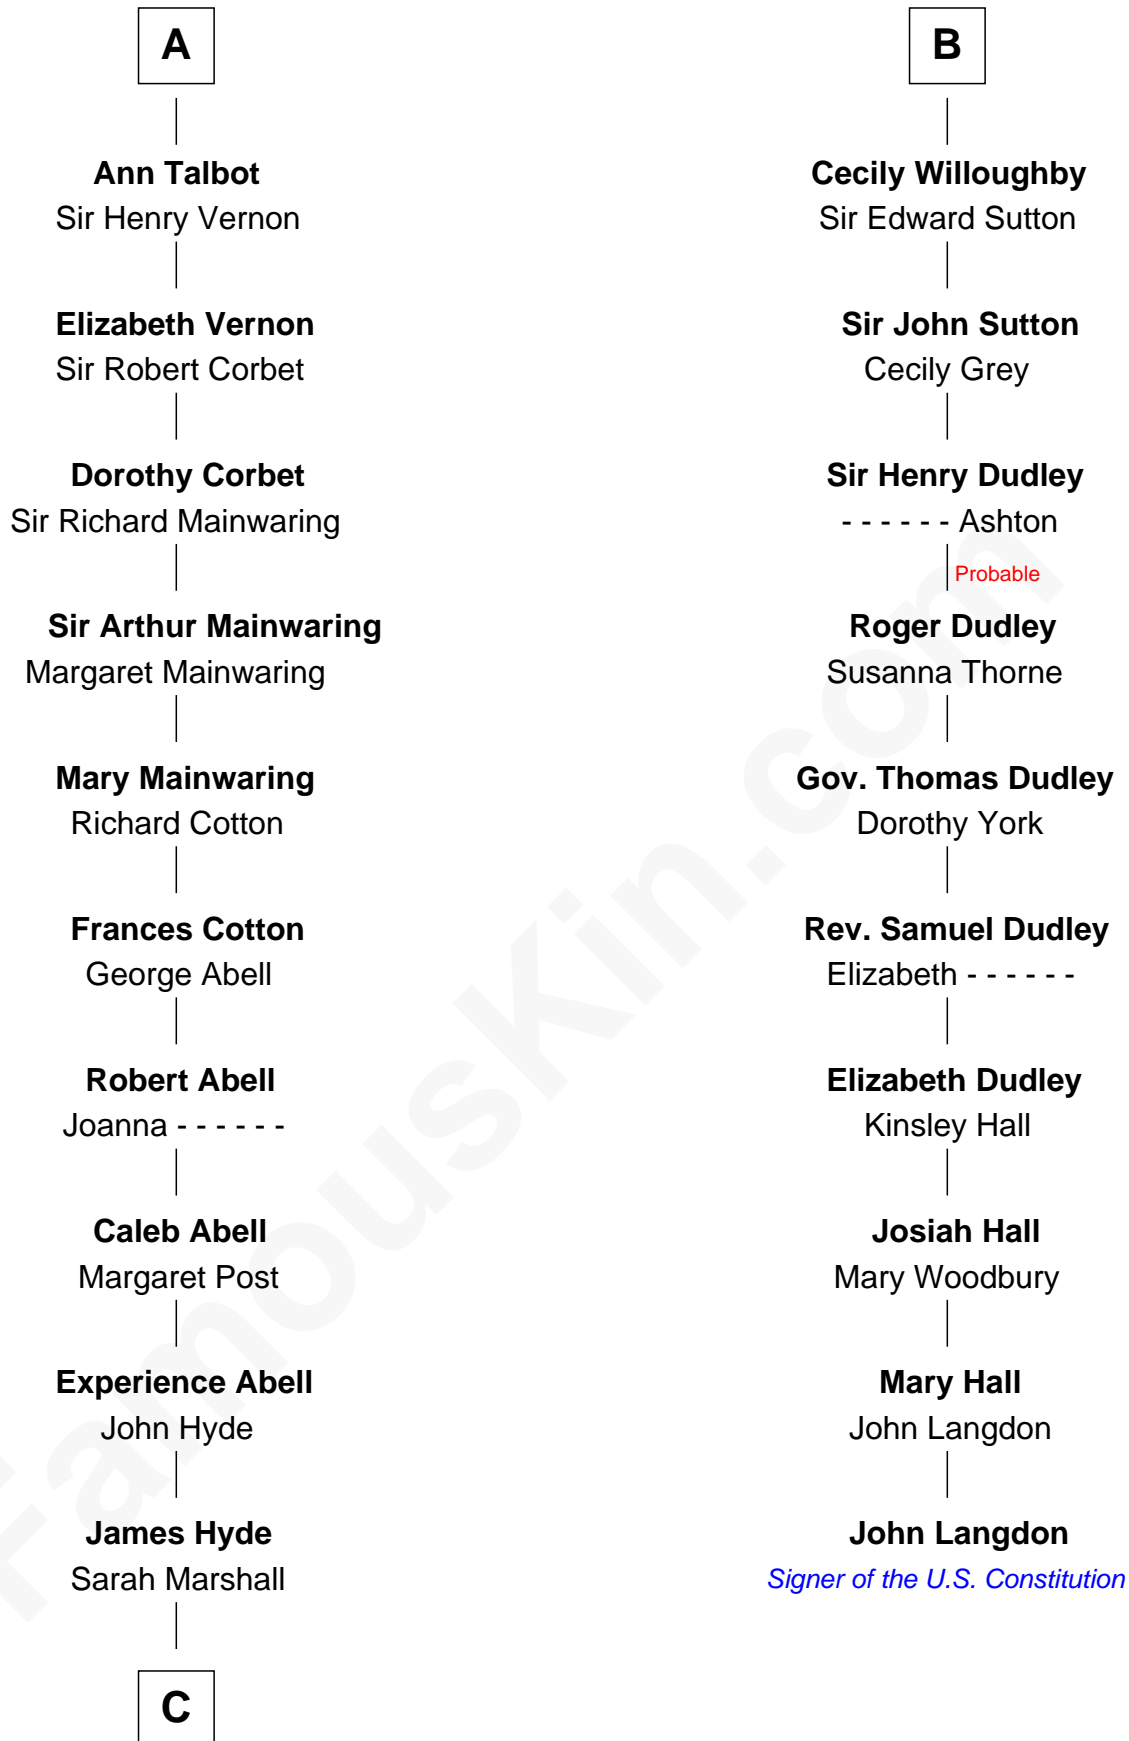 A
Ann Talbot
Sir Henry Vernon
Elizabeth Vernon
Sir Robert Corbet
Dorothy Corbet
Sir Richard Mainwaring
Sir Arthur Mainwaring
Margaret Mainwaring
Mary Mainwaring
Richard Cotton
Frances Cotton
George Abell
Robert Abell
Joanna - - - - - -
Caleb Abell
Margaret Post
Experience Abell
John Hyde
James Hyde
Sarah Marshall
C
B
Cecily Willoughby
Sir Edward Sutton
Sir John Sutton
Cecily Grey
Sir Henry Dudley
- - - - - - Ashton
Probable
Roger Dudley
Susanna Thorne
Gov. Thomas Dudley
Dorothy York
Rev. Samuel Dudley
Elizabeth - - - - - -
Elizabeth Dudley
Kinsley Hall
Josiah Hall
Mary Woodbury
Mary Hall
John Langdon
John Langdon
Signer of the U.S. Constitution
FamousKin.com